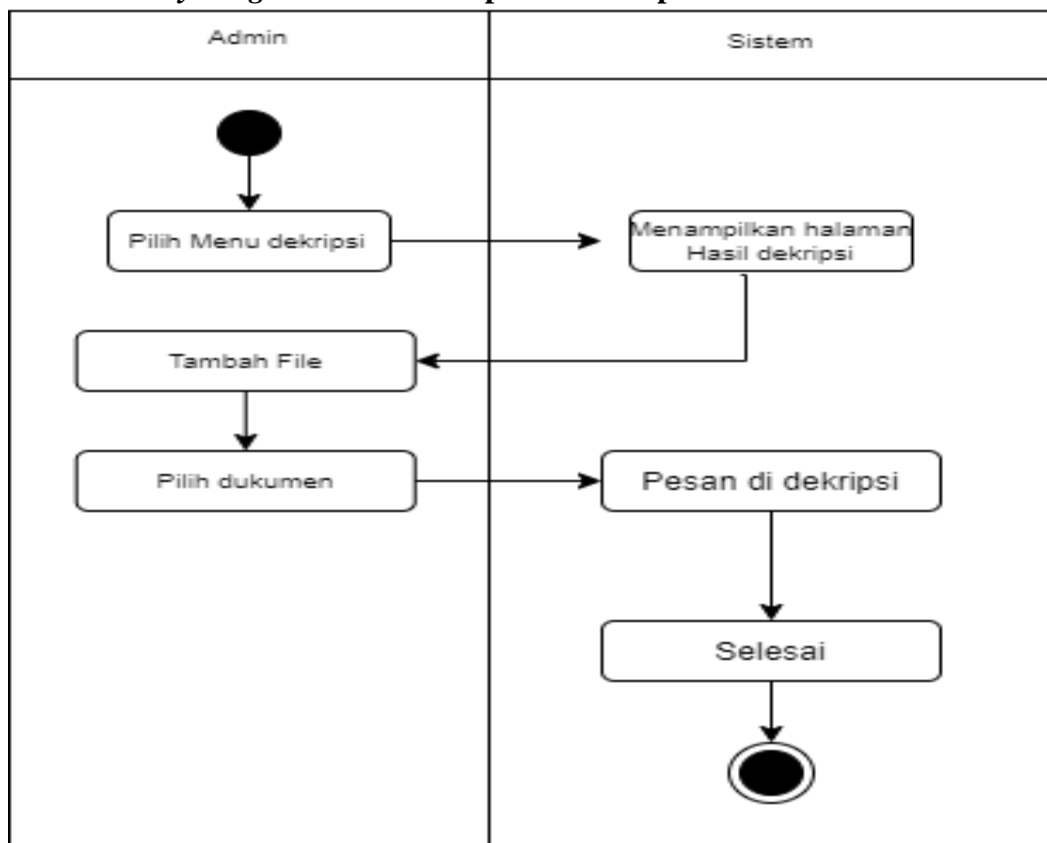 Admin
Sistem
Pilih Menu dekripsi
Menampilkan halaman
Hasil dekripsi
Tambah File
Pilih dukumen
Pesan di dekripsi
Selesai